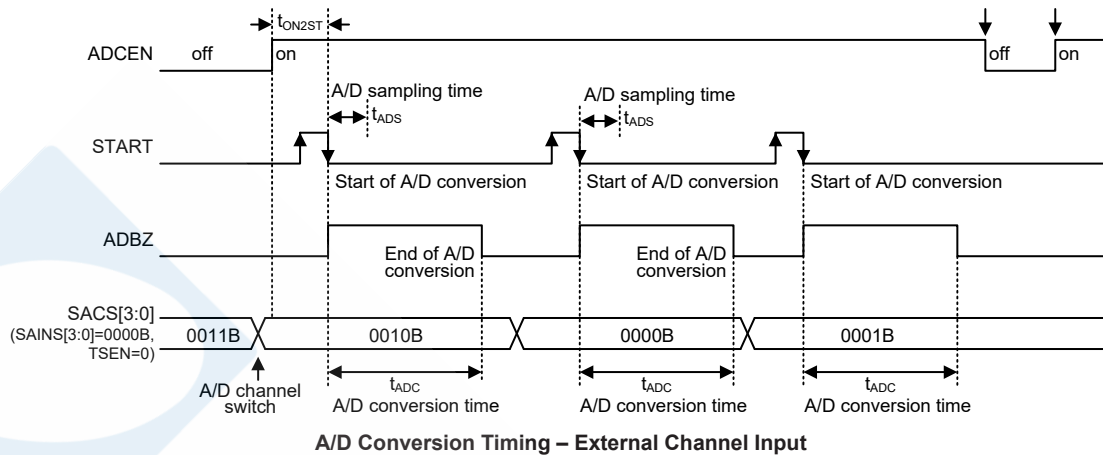 tON2ST
ADCEN off on off on
A/D sampling time A/D sampling time
tADS tADS
START
Start of A/D conversion Start of A/D conversion Start of A/D conversion
ADBZ
End of A/D conversion End of A/D conversion
SACS[3:0]
(SAINS[3:0]=0000B,
TSEN=0)
0011B 0010B 0000B 0001B
A/D channel
switch
tADC tADC tADC
A/D conversion time A/D conversion time A/D conversion time
A/D Conversion Timing – External Channel Input